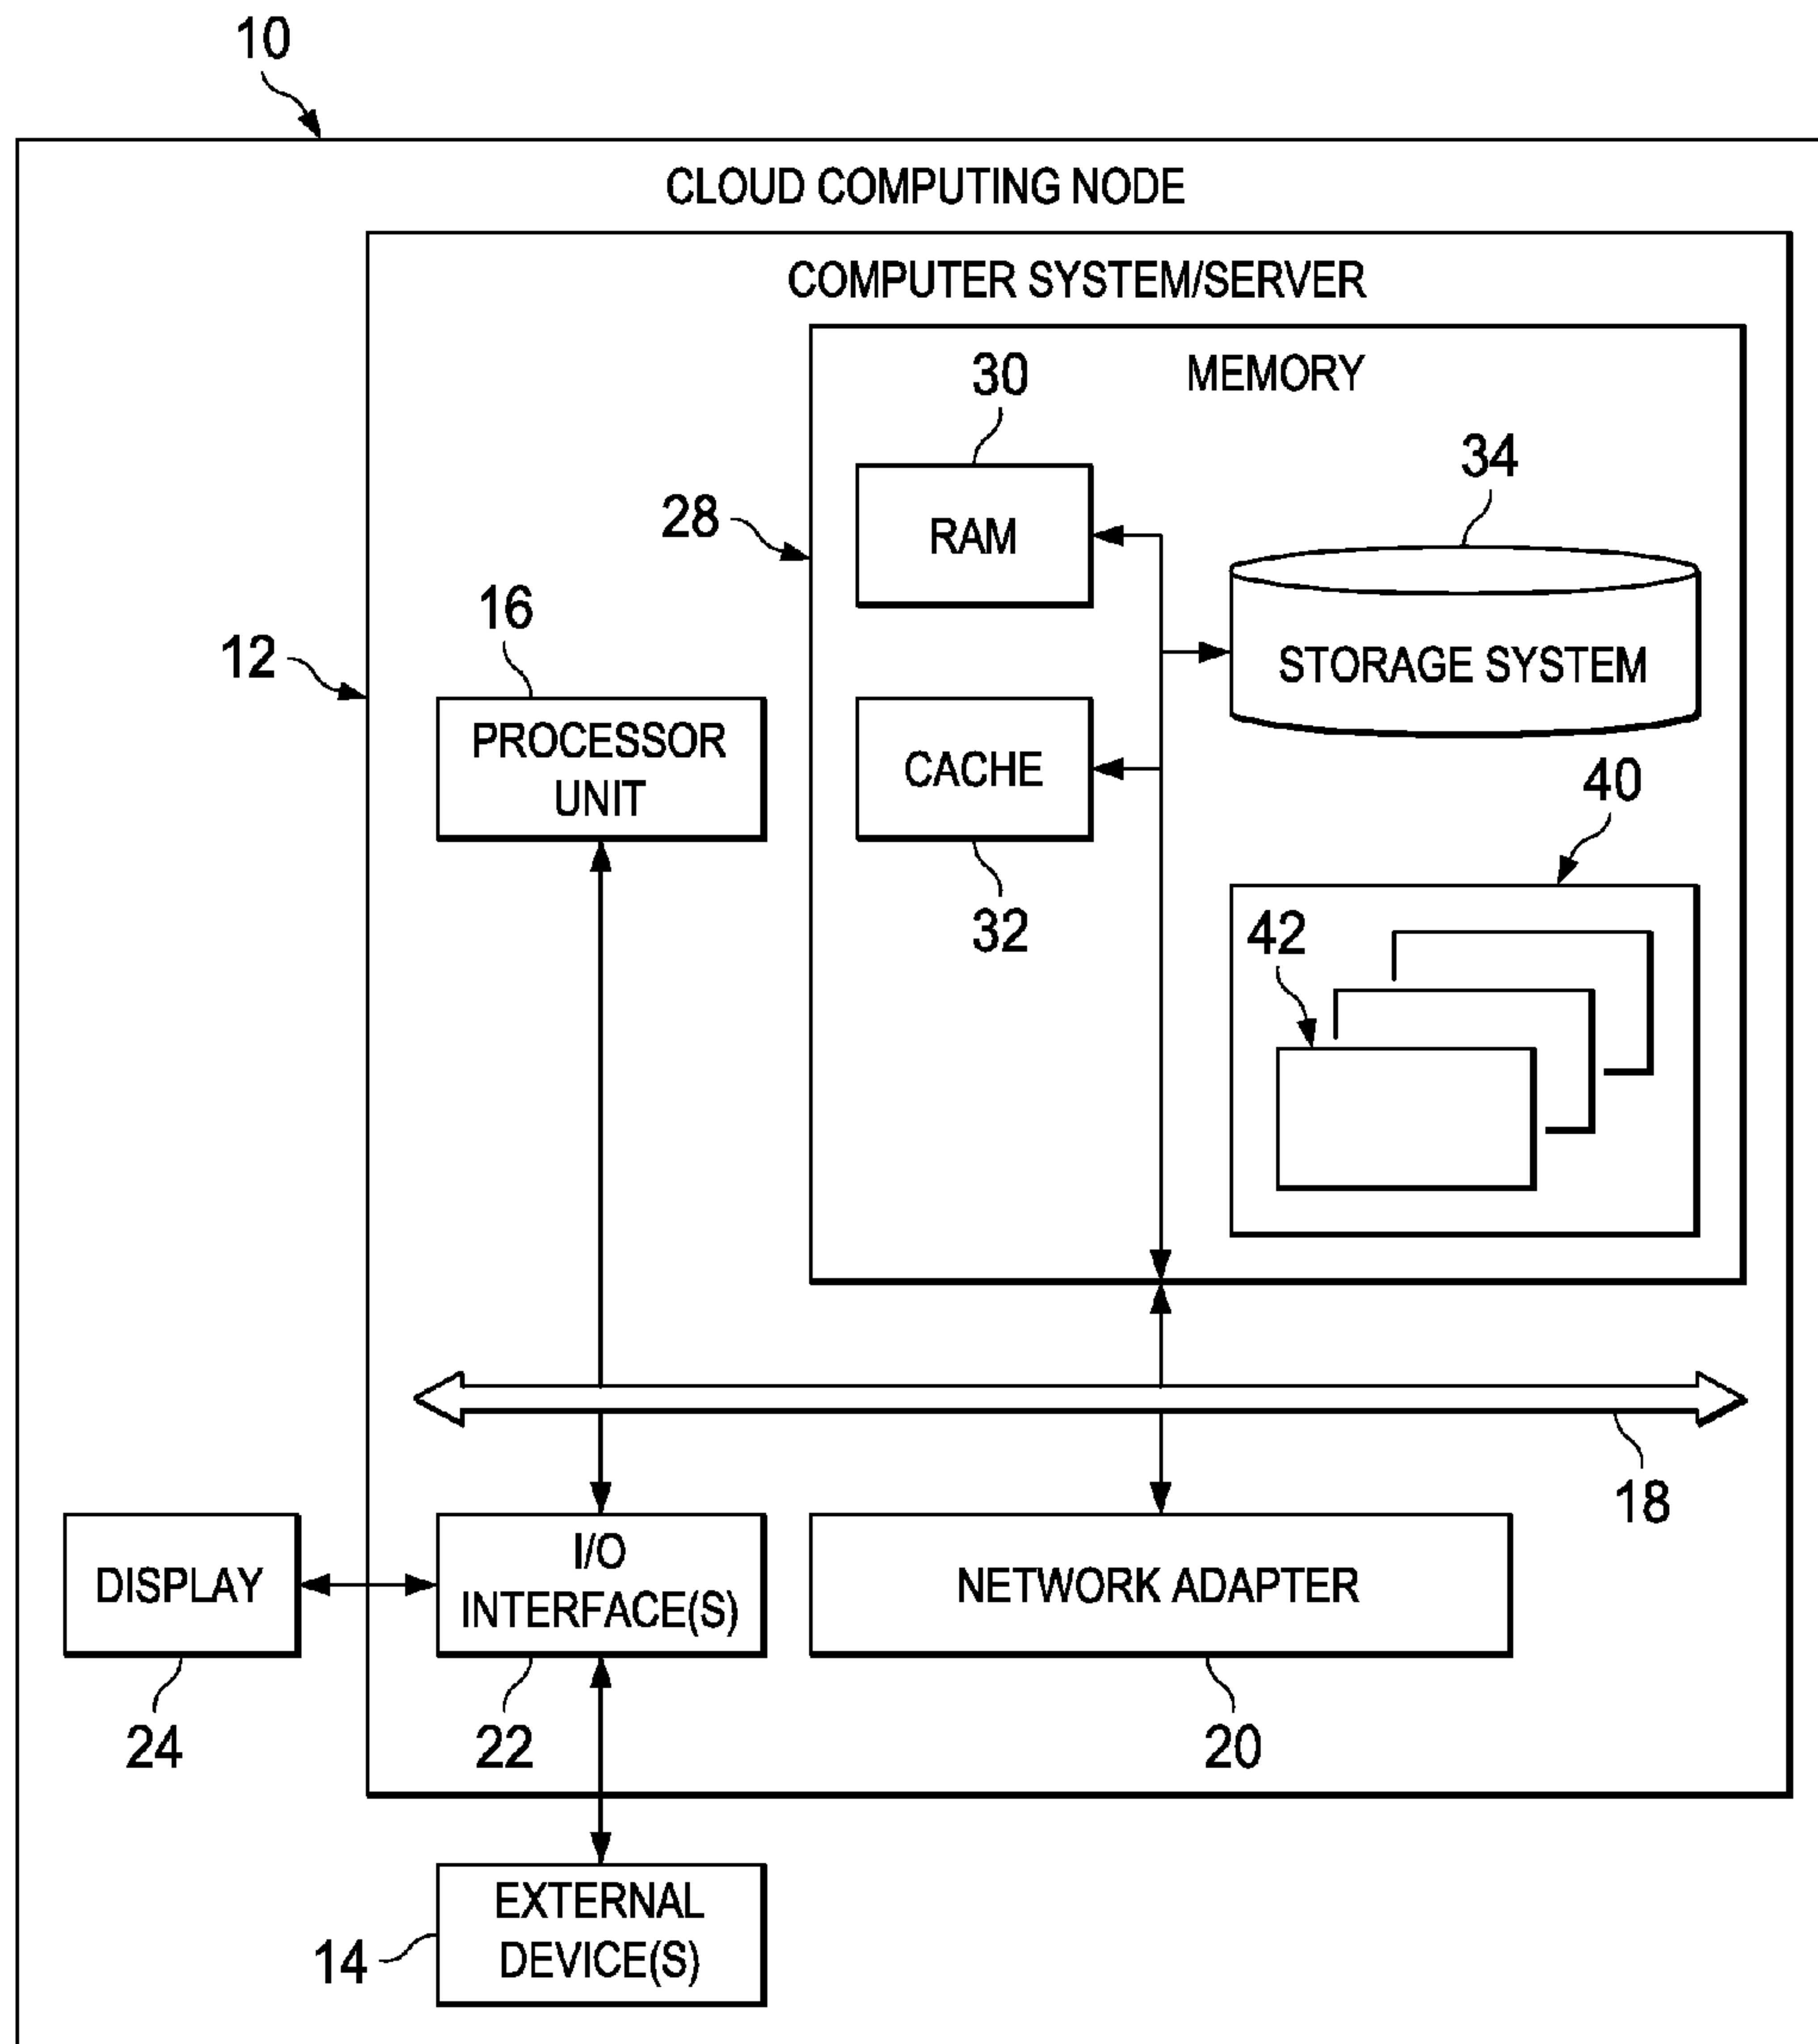 10
CLOUD COMPUTING NODE
COMPUTER SYSTEM/SERVER
MEMORY
30
34
28
RAM
16
12
STORAGE SYSTEM
PROCESSOR
UNIT
CACHE
40
32
42
18
DISPLAY
I/O
INTERFACE(S)
NETWORK ADAPTER
24
22
20
EXTERNAL
DEVICE(S)
14